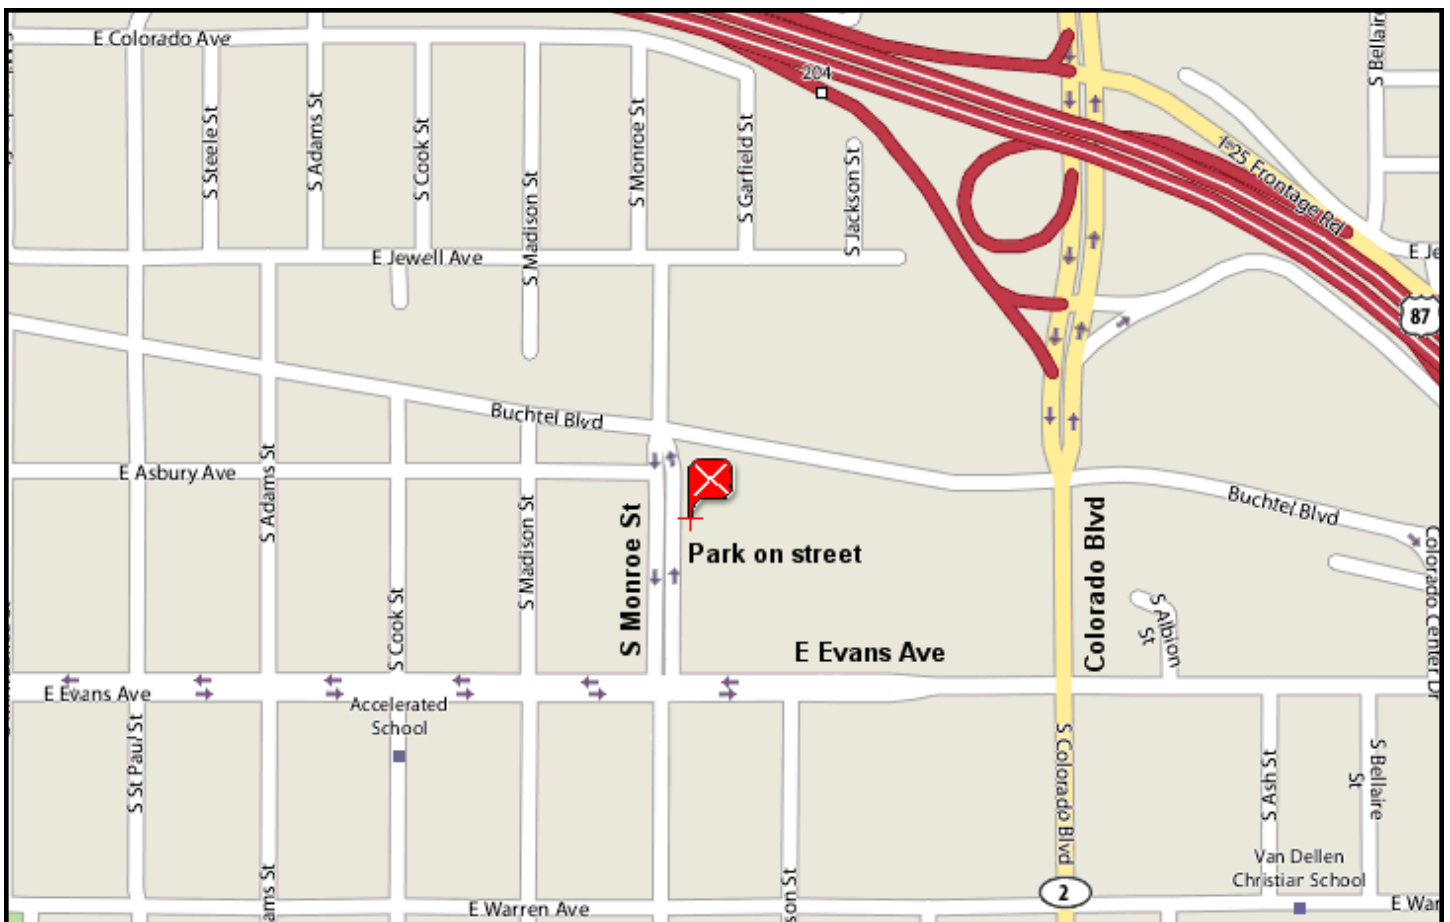 E Colorado Ave
S Steele St
S Adams St
S Cook St
S Madison St
S Monroe St
S Garfield St
S Jackson St
204
S Bellaire
I-25 Frontage Rd
E Je
87
E Jewell Ave
Buchtel Blvd
E Asbury Ave
S Adams St
S Cook St
S Madison St
S Monroe St
Park on street
Colorado Blvd
Buchtel Blvd
Colorado Center Dr
S Albion
St
E Evans Ave
E Evans Ave
Accelerated
School
S St Paul St
S Colorado Blvd
S Ash St
S Bellaire
St
Van Dellen
Christian School
ams St
son St
2
E Warren Ave
E War